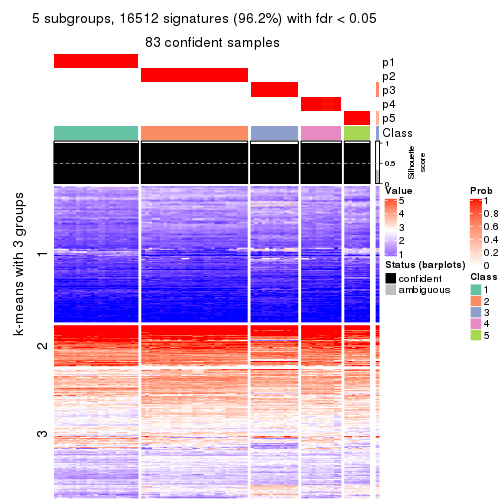 5 subgroups, 16512 signatures (96.2%) with fdr < 0.05
83 confident samples
p1
p2
p3
p4
p5
Class
1
0.5
0
Silhouette
score
k-means with 3 groups
1
2
3
Value
5
4
3
2
1
Status (barplots)
confident
ambiguous
Prob
1
0.8
0.6
0.4
0.2
0
Class
1
2
3
4
5